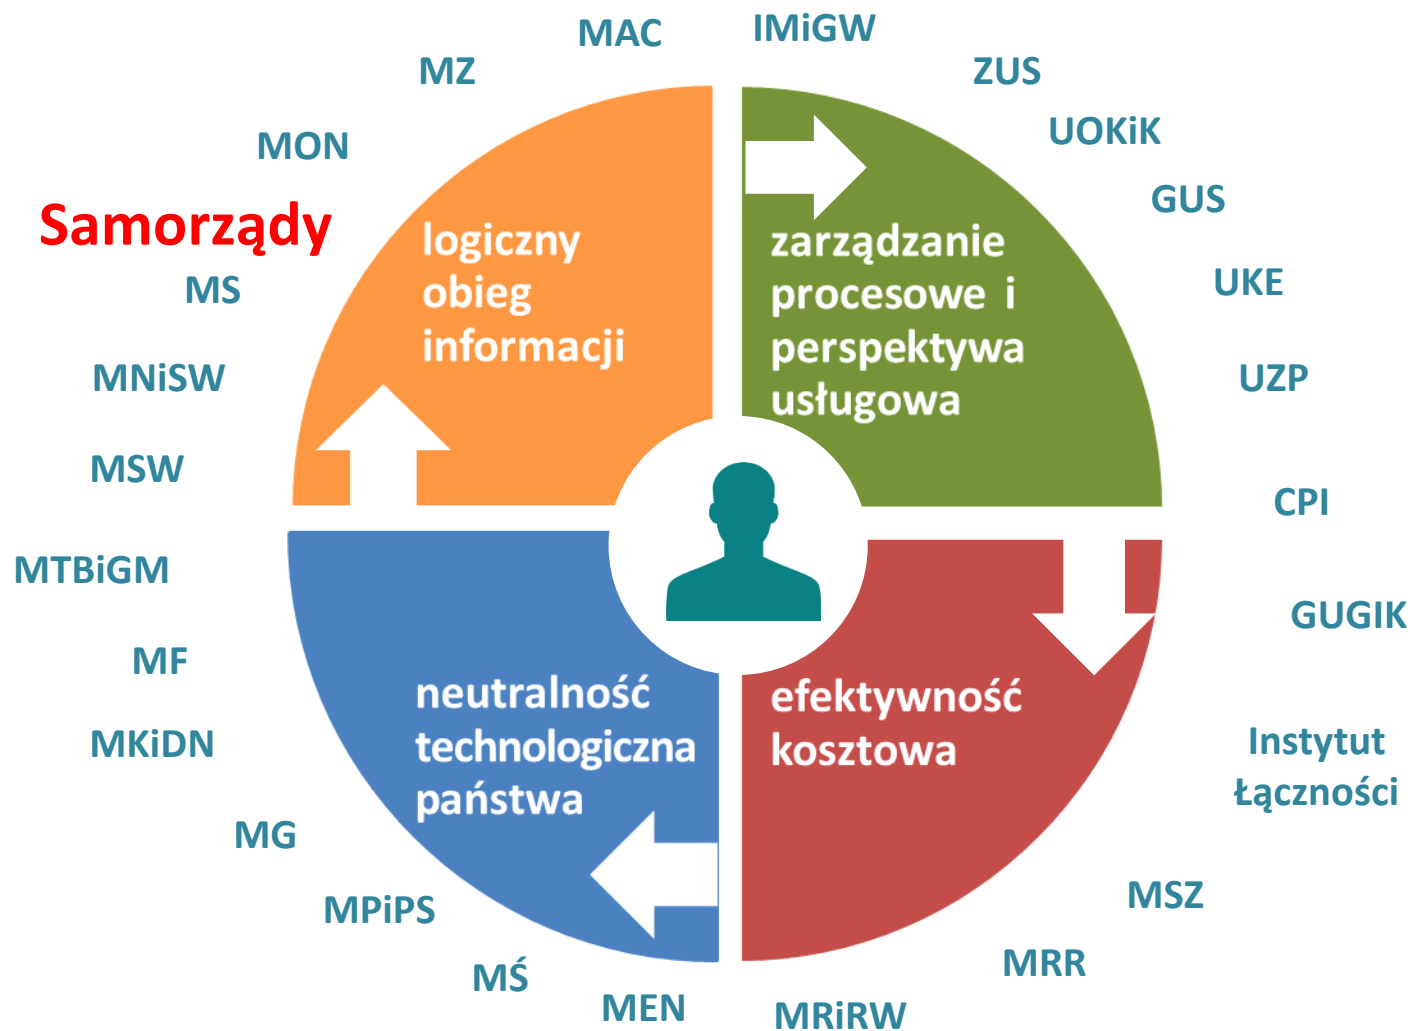 MAC
IMiGW
MZ
ZUS
MON
UOKiK
Samorządy
GUS
MS
UKE
MNiSW
UZP
MSW
CPI
MTBiGM
GUGIK
MF
MKiDN
Instytut
Łączności
MG
MSZ
MPiPS
MRR
MŚ
MEN
MRiRW
logiczny
obieg
informacji
zarządzanie
procesowe i
perspektywa
usługowa
neutralność
technologiczna
państwa
efektywność
kosztowa